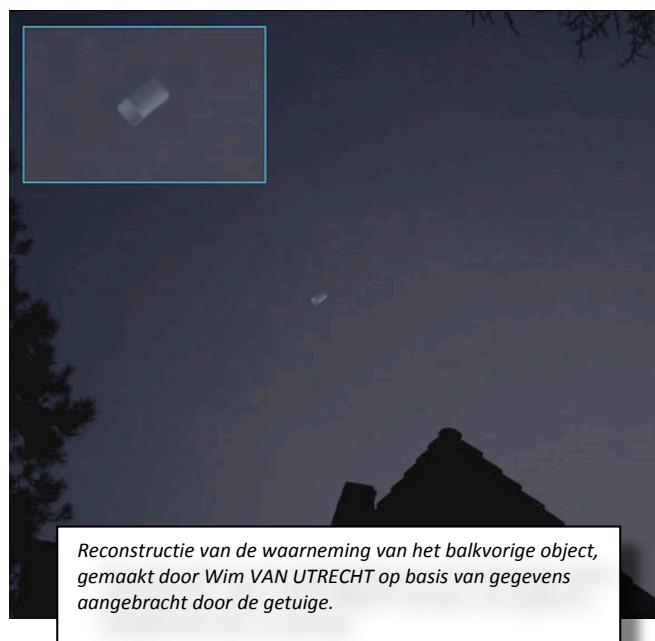 Reconstructie van de waarneming van het balkvorige object,
gemaakt door Wim VAN UTRECHT op basis van gegevens
aangebracht door de getuige.